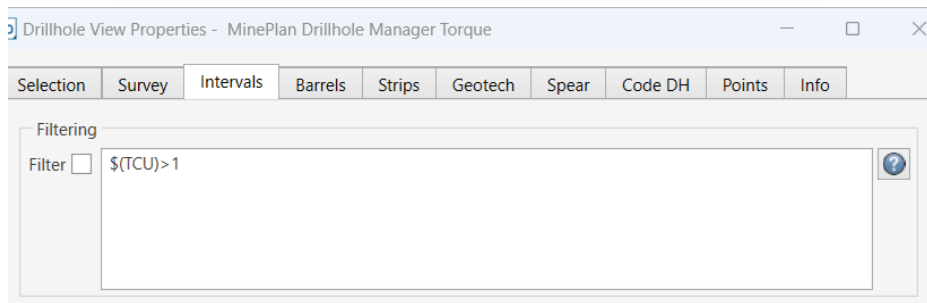 Drillhole View Properties - MinePlan Drillhole Manager Torque
Selection Survey Intervals Barrels Strips Geotech Spear Code DH Points Info
Filtering
Filter $(TCU)>1
?